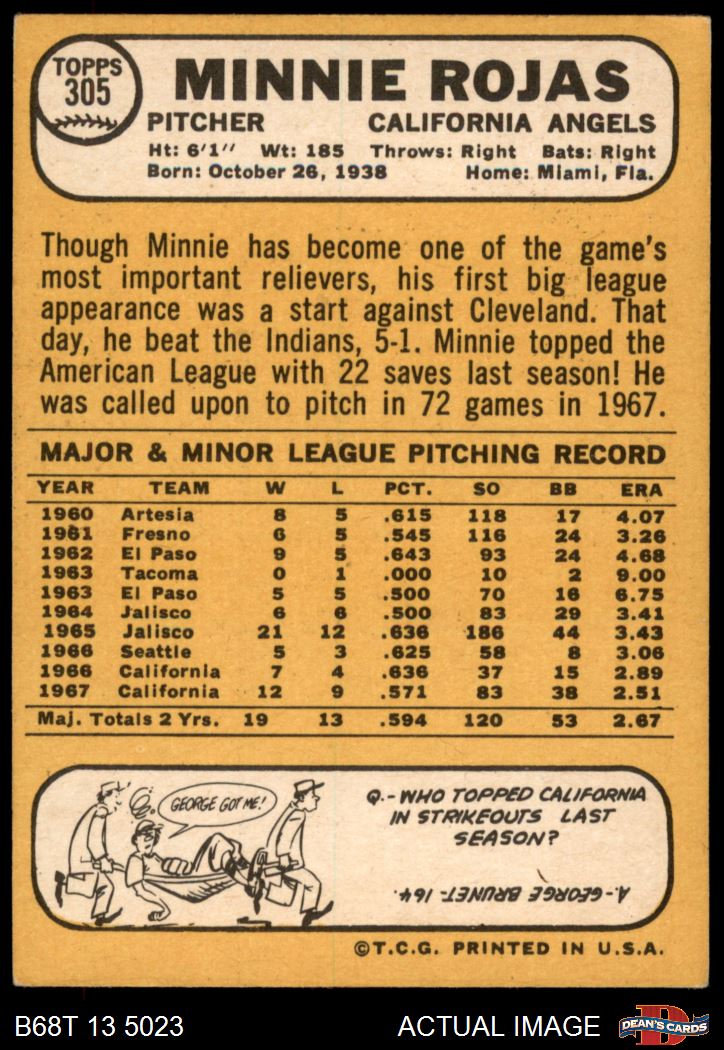 TOPPS
305
MINNIE ROJAS
PITCHER CALIFORNIA ANGELS
Ht: 6'1" Wt: 185 Throws: Right Bats: Right
Born: October 26, 1938 Home: Miami, Fla.
Though Minnie has become one of the game's
most important relievers, his first big league
appearance was a start against Cleveland. That
day, he beat the Indians, 5-1. Minnie topped the
American League with 22 saves last season! He
was called upon to pitch in 72 games in 1967.
MAJOR & MINOR LEAGUE PITCHING RECORD
YEAR TEAM W L PCT. SO BB ERA
1960 Artesia 8 5 .615 118 17 4.07
1961 Fresno 6 5 .545 116 24 3.26
1962 El Paso 9 5 .643 93 24 4.68
1963 Tacoma 0 1 .000 10 2 9.00
1963 El Paso 5 5 .500 70 16 6.75
1964 Jalisco 6 6 .500 83 29 3.41
1965 Jalisco 21 12 .636 186 44 3.43
1966 Seattle 5 3 .625 58 8 3.06
1966 California 7 4 .636 37 15 2.89
1967 California 12 9 .571 83 38 2.51
Maj. Totals 2 Yrs. 19 13 .594 120 53 2.67
GEORGE GOT ME!
Q.-WHO TOPPED CALIFORNIA
IN STRIKEOUTS LAST
SEASON?
A.-GEORGE BRUNET-164.
©T.C.G. PRINTED IN U.S.A.
B68T 13 5023 ACTUAL IMAGE
D
DEAN'S CARDS